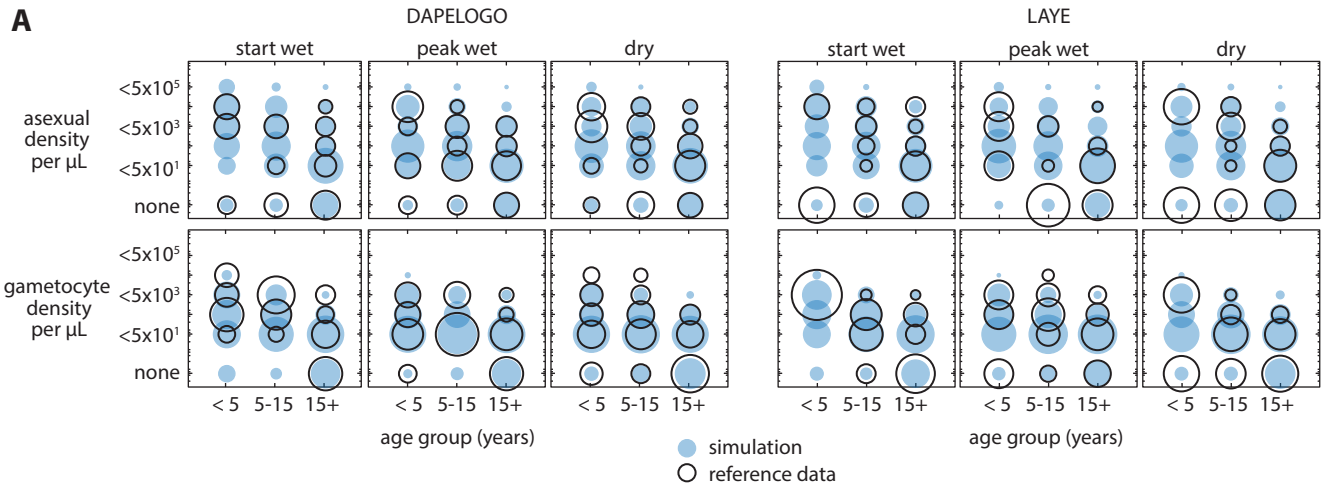 A
DAPELOGO
LAYE
start wet
peak wet
dry
start wet
peak wet
dry
asexual
density
per µL
<5x10⁵
<5x10³
<5x10¹
none
gametocyte
density
per µL
<5x10⁵
<5x10³
<5x10¹
none
< 5 5-15 15+
< 5 5-15 15+
< 5 5-15 15+
< 5 5-15 15+
< 5 5-15 15+
< 5 5-15 15+
age group (years)
age group (years)
simulation
reference data